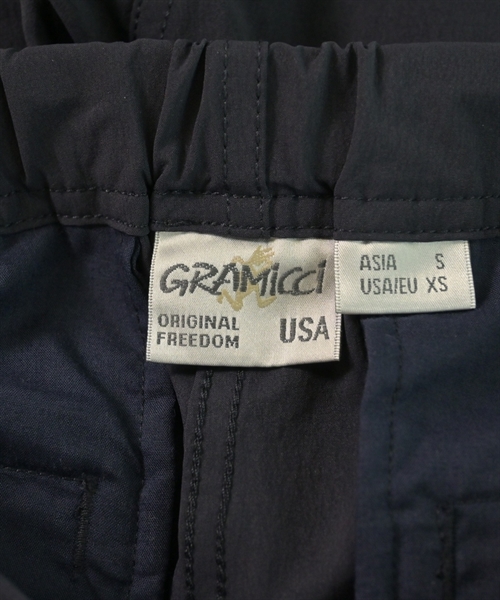 GRAMicci
ORIGINAL
FREEDOM
USA
ASIA S
USA/EU XS